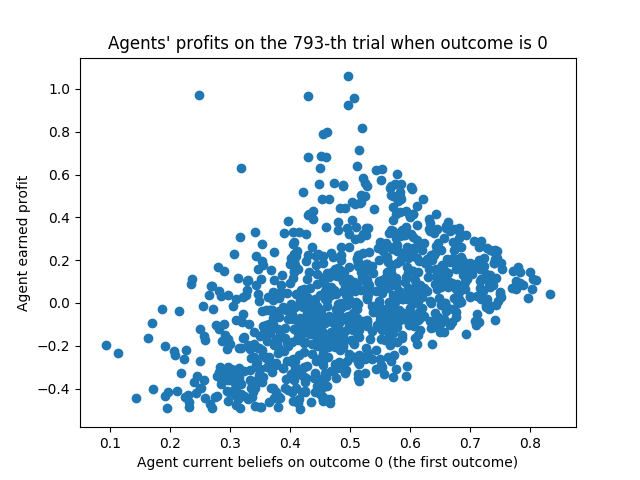 Agents' profits on the 793-th trial when outcome is 0
1.0
0.8
0.6
0.4
0.2
0.0
−0.2
−0.4
Agent earned profit
0.1 0.2 0.3 0.4 0.5 0.6 0.7 0.8
Agent current beliefs on outcome 0 (the first outcome)